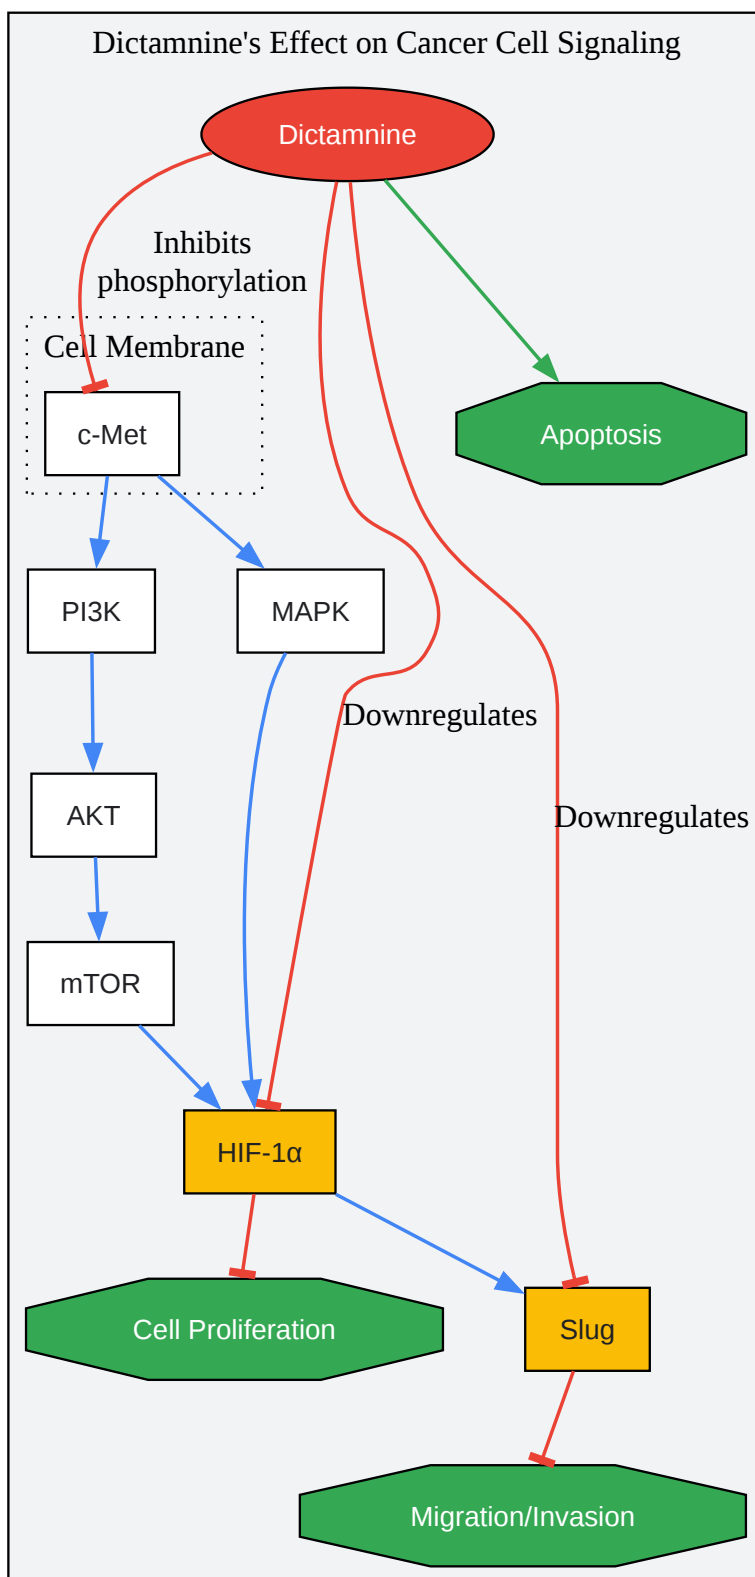 Dictamnine's Effect on Cancer Cell Signaling
Dictamnine
Inhibits
phosphorylation
Cell Membrane
c-Met
Apoptosis
PI3K
MAPK
Downregulates
AKT
Downregulates
mTOR
HIF-1α
Cell Proliferation
Slug
Migration/Invasion